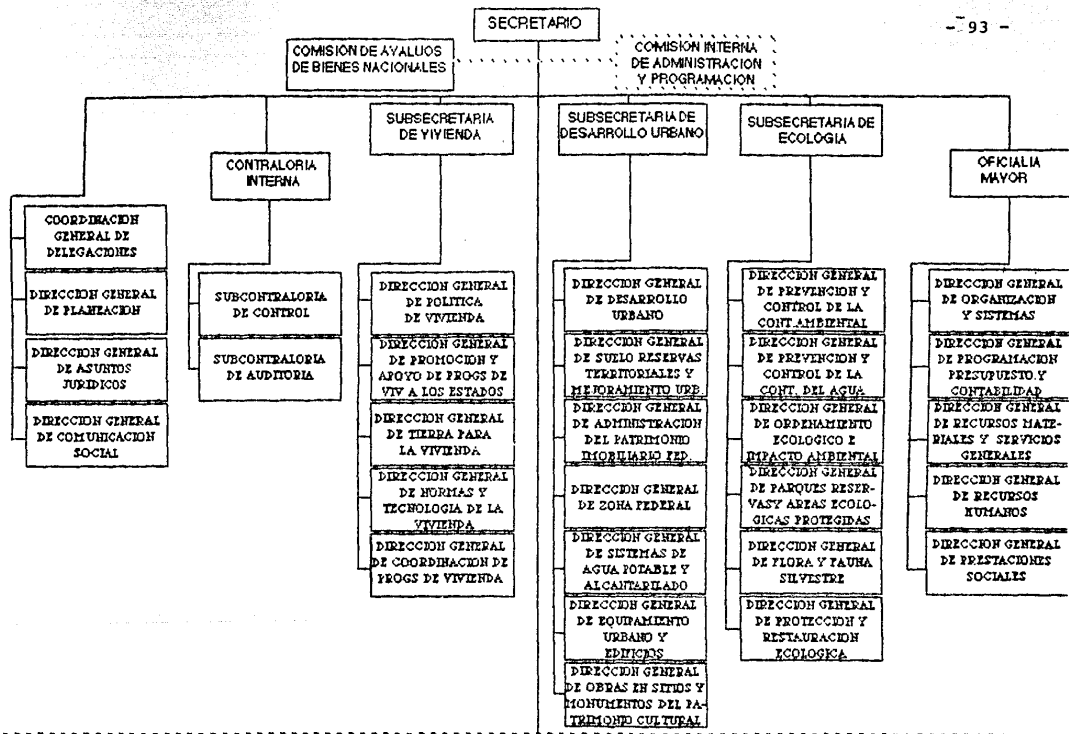 SECRETARIO
- 93 -
COMISION DE AVALUOS
DE BIENES NACIONALES
COMISION INTERNA
DE ADMINISTRACION
Y PROGRAMACION
SUBSECRETARIA
DE VIVIENDA
SUBSECRETARIA DE
DESARROLLO URBANO
SUBSECRETARIA DE
ECOLOGIA
CONTRALORIA
INTERNA
OFICIALIA
MAYOR
COORDINACION
GENERAL DE
DELEGACIONES
DIRECCION GENERAL
DE PLANEACION
DIRECCION GENERAL
DE ASUNTOS
JURIDICOS
DIRECCION GENERAL
DE COMUNICACION
SOCIAL
SUBCONTRALORIA
DE CONTROL
SUBCONTRALORIA
DE AUDITORIA
DIRECCION GENERAL
DE POLITICA
DE VIVIENDA
DIRECCION GENERAL
DE PROMOCION Y
APOYO DE PROGS DE
VIV A LOS ESTADOS
DIRECCION GENERAL
DE TIERRA PARA
LA VIVIENDA
DIRECCION GENERAL
DE NORMAS Y
TECNOLOGIA DE LA
VIVIENDA
DIRECCION GENERAL
DE COORDINACION DE
PROGS DE VIVIENDA
DIRECCION GENERAL
DE DESARROLLO
URBANO
DIRECCION GENERAL
DE SUELO RESERVAS
TERRITORIALES Y
MEJORAMIENTO URB.
DIRECCION GENERAL
DE ADMINISTRACION
DEL PATRIMONIO
IMOBILIARIO FED.
DIRECCION GENERAL
DE ZONA FEDERAL
DIRECCION GENERAL
DE SISTEMAS DE
AGUA POTABLE Y
ALCANTARILADO
DIRECCION GENERAL
DE EQUIPAMIENTO
URBANO Y
EDIFICIOS
DIRECCION GENERAL
DE OBRAS EN SITIOS Y
MONUMENTOS DEL PA-
TRIMONIO CULTURAL
DIRECCION GENERAL
DE PREVENCION Y
CONTROL DE LA
CONT.AMBIENTAL
DIRECCION GENERAL
DE PREVENCION Y
CONTROL DE LA
CONT. DEL AGUA
DIRECCION GENERAL
DE ORDENAMIENTO
ECOLOGICO E
IMPACTO AMBIENTAL
DIRECCION GENERAL
DE PARQUES RESER-
VASY AREAS ECOLO-
GICAS PROTEGIDAS
DIRECCION GENERAL
DE FLORA Y FAUNA
SILVESTRE
DIRECCION GENERAL
DE PROTECCION Y
RESTAURACION
ECOLOGICA
DIRECCION GENERAL
DE ORGANIZACION
Y SISTEMAS
DIRECCION GENERAL
DE PROGRAMACION
PRESUPUESTO.Y
CONTABILIDAD
DIRECCION GENERAL
DE RECURSOS MATE-
RIALES Y SERVICIOS
GENERALES
DIRECCION GENERAL
DE RECURSOS
HUMANOS
DIRECCION GENERAL
DE PRESTACIONES
SOCIALES